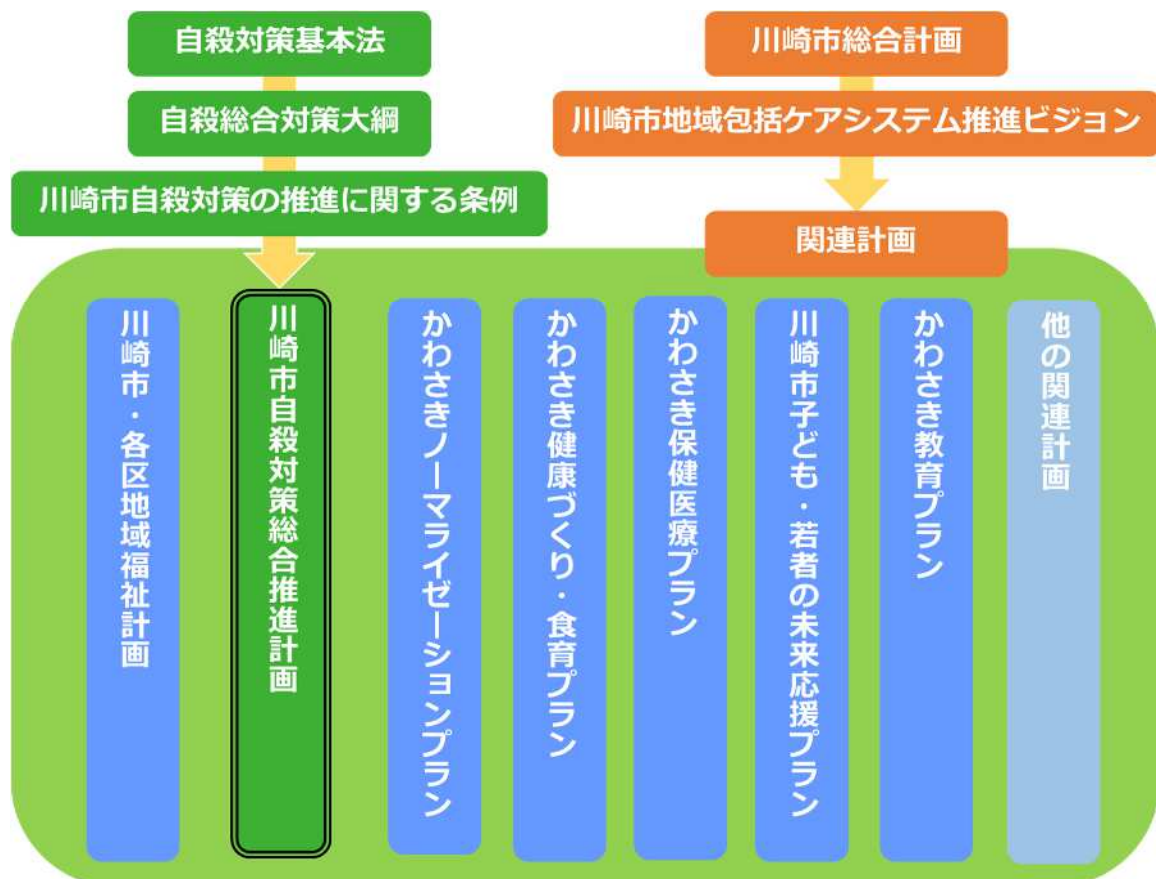 自殺対策基本法
自殺総合対策大綱
川崎市自殺対策の推進に関する条例
川崎市総合計画
川崎市地域包括ケアシステム推進ビジョン
関連計画
川崎市・各区地域福祉計画
川崎市自殺対策総合推進計画
かわさきノーマライゼーションプラン
かわさき健康づくり・食育プラン
かわさき保健医療プラン
川崎市子ども・若者の未来応援プラン
かわさき教育プラン
他の関連計画